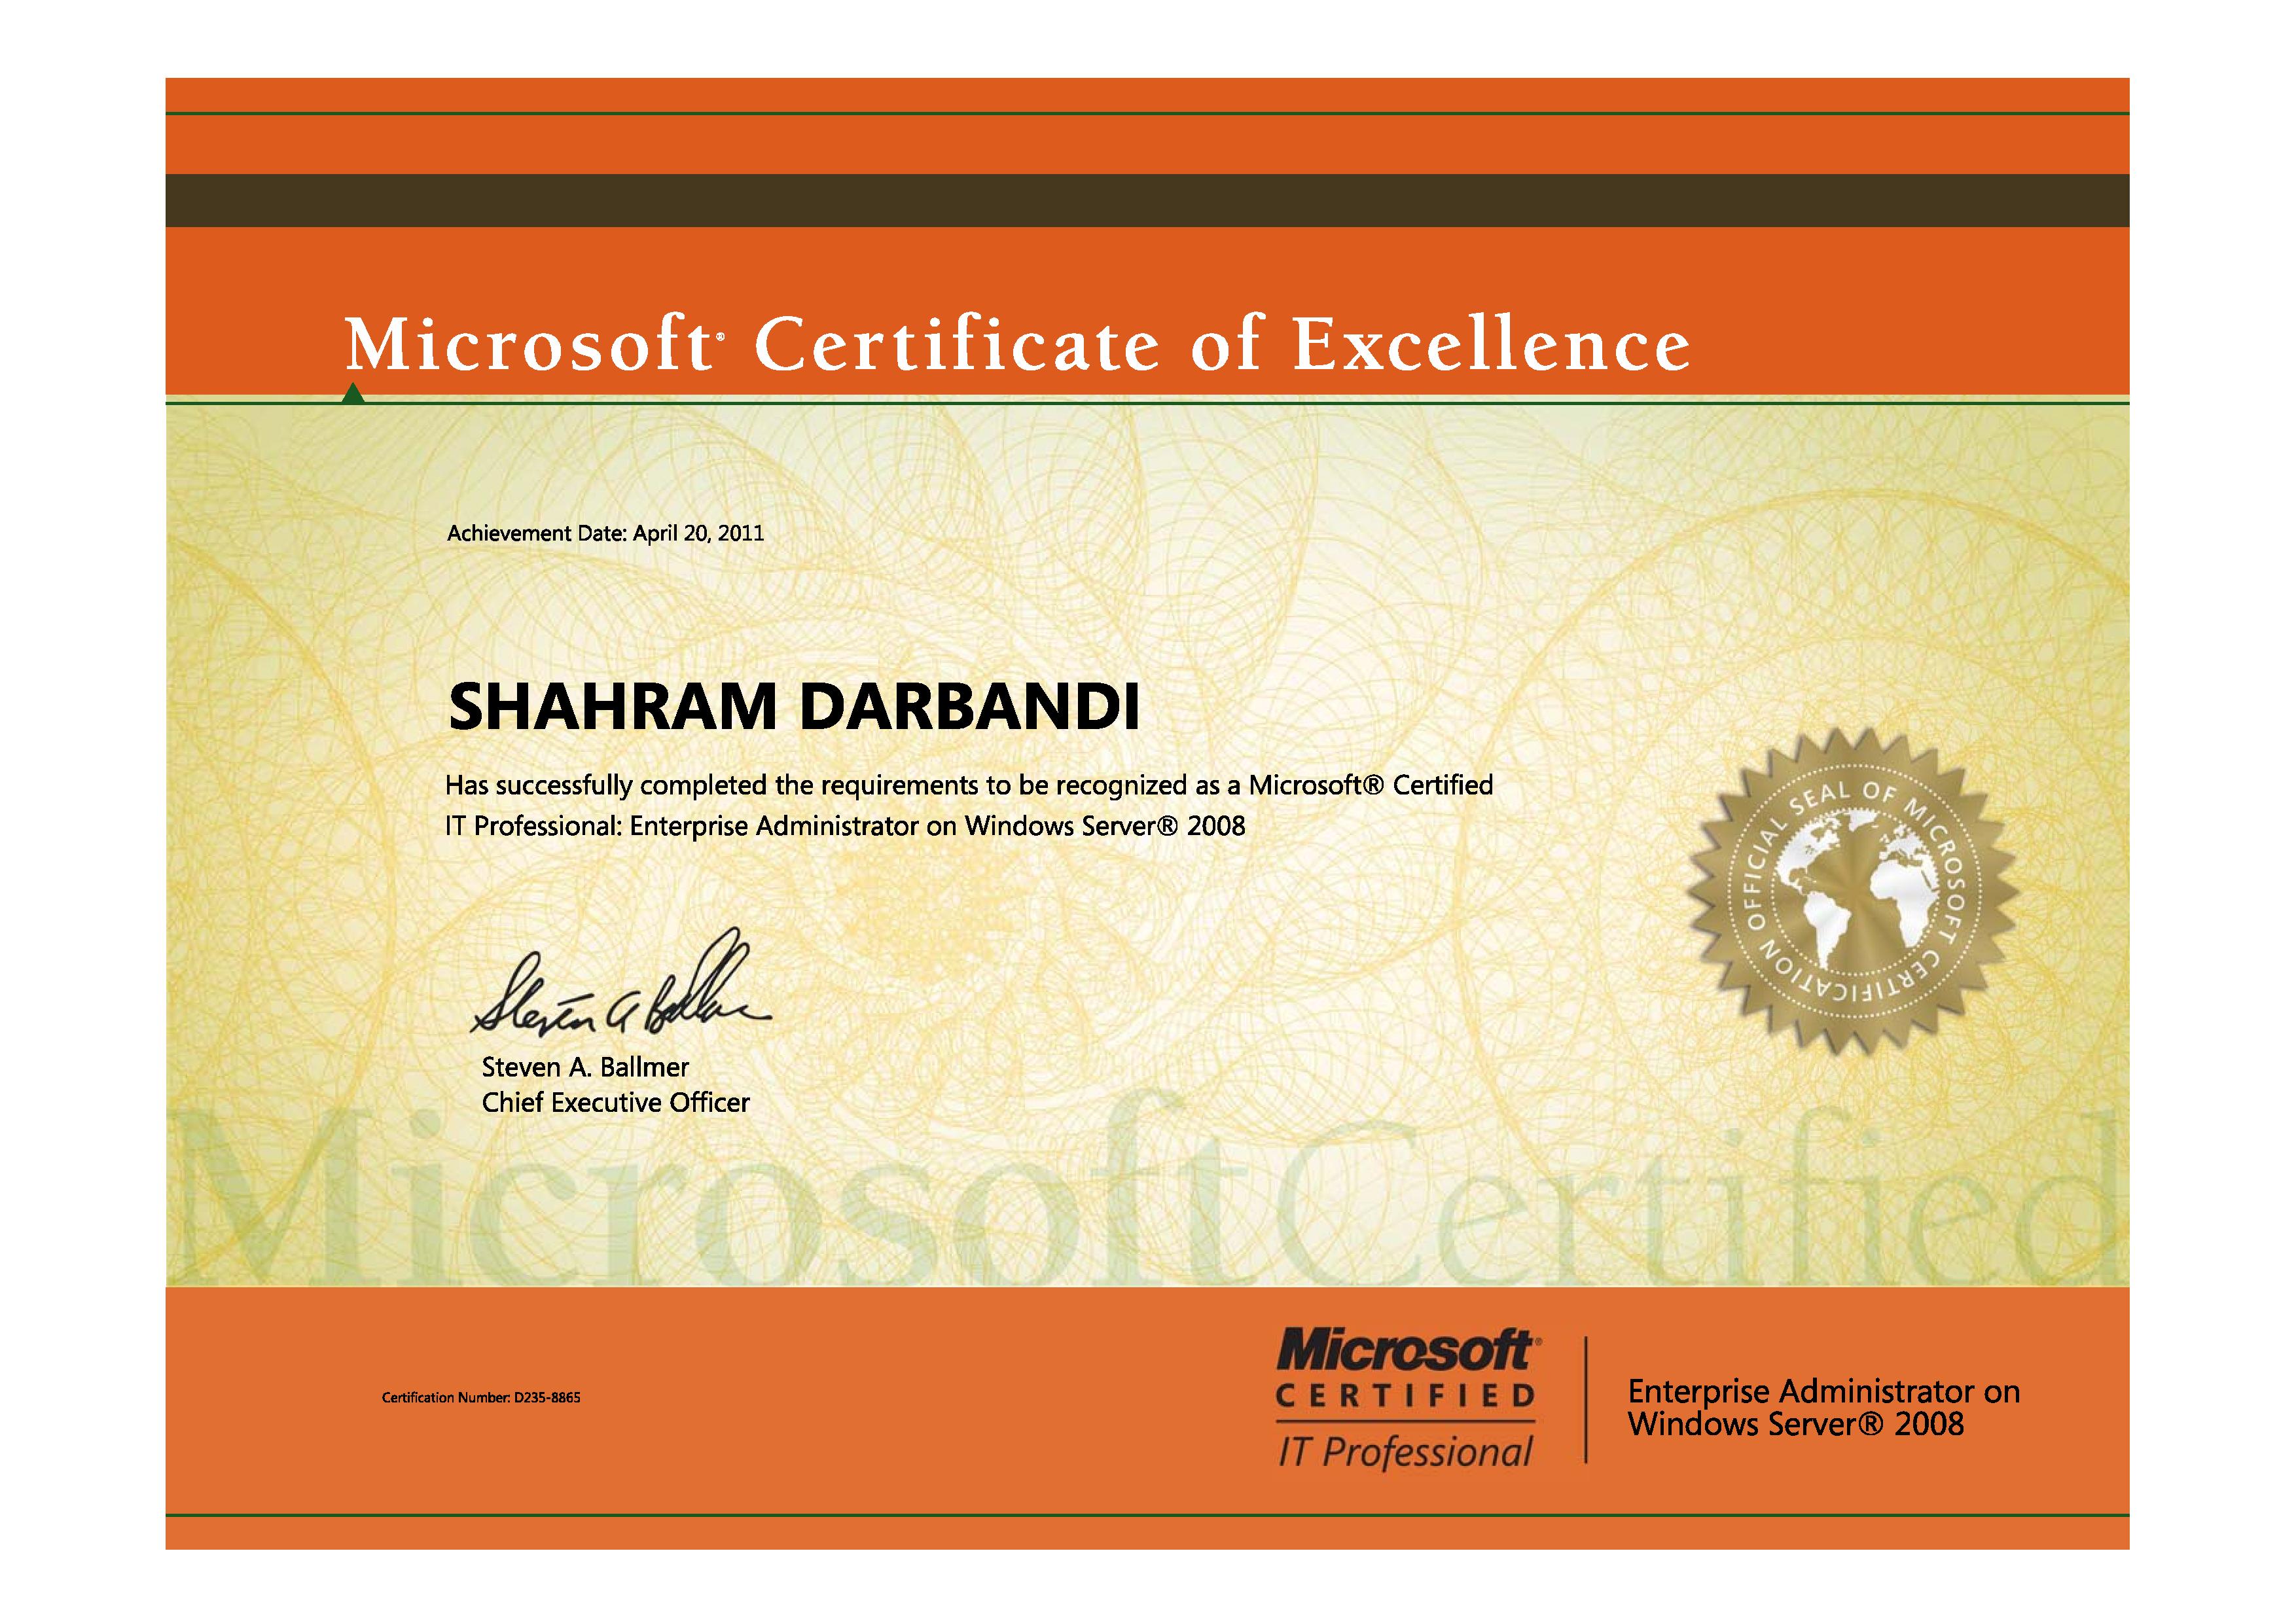 Microsoft® Certificate of Excellence
Achievement Date: April 20, 2011
SHAHRAM DARBANDI
Has successfully completed the requirements to be recognized as a Microsoft® Certified
IT Professional: Enterprise Administrator on Windows Server® 2008
OFFICIAL SEAL OF MICROSOFT CERTIFICATION
Steven A Ballmer
Steven A. Ballmer
Chief Executive Officer
MicrosoftCertified
Certification Number: D235-8865
Microsoft®
CERTIFIED
IT Professional
Enterprise Administrator on
Windows Server® 2008